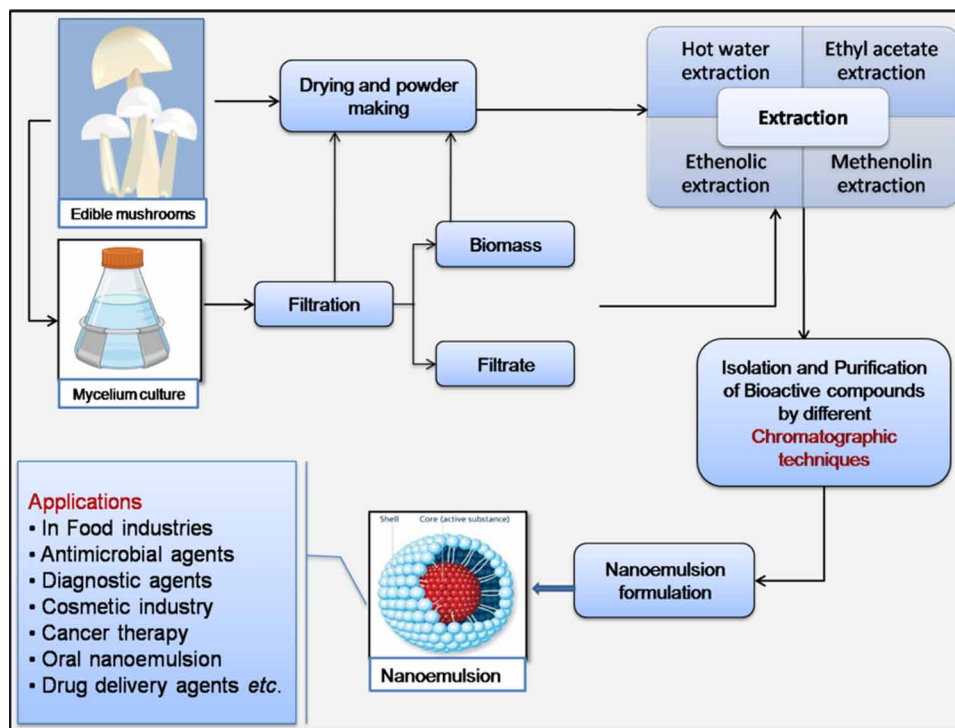 Drying and powder
making
Hot water
extraction
Ethyl acetate
extraction
Extraction
Ethenolic
extraction
Methenolin
extraction
Edible mushrooms
Biomass
Filtration
Filtrate
Mycelium culture
Isolation and Purification
of Bioactive compounds
by different
Chromatographic
techniques
Applications
• In Food industries
• Antimicrobial agents
• Diagnostic agents
• Cosmetic industry
• Cancer therapy
• Oral nanoemulsion
• Drug delivery agents etc.
Shell
Core (active substance)
Nanoemulsion
Nanoemulsion
formulation